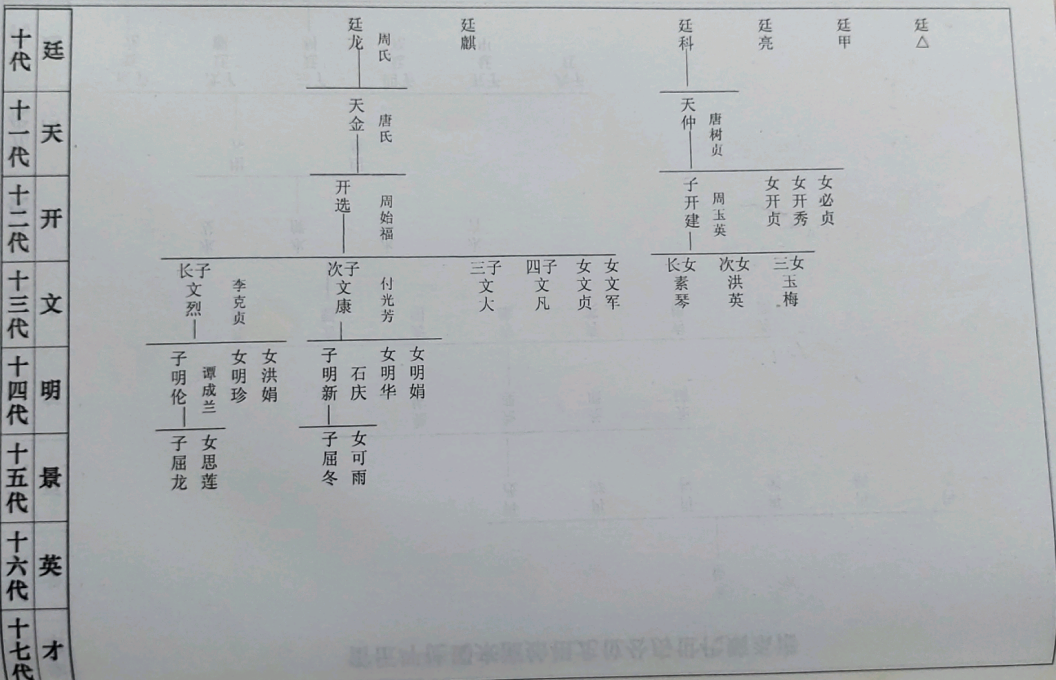 十代 廷 廷龙 周氏 廷麒 廷科 廷亮 廷甲 廷△
十一代 天 天金 唐氏 天仲 唐树贞
十二代 开 开选 周始福 子开建 周玉英 女开贞 女开秀 女必贞
十三代 文 长子文烈 李克贞 次子文康 付光芳 三子文大 四子文凡 女文贞 女文军 长女素琴 次女洪英 三女玉梅
十四代 明 子明伦 谭成兰 女明珍 女洪娟 子明新 石庆 女明华 女明娟
十五代 景 子屈龙 女思莲 子屈冬 女可雨
十六代 英
十七代 才